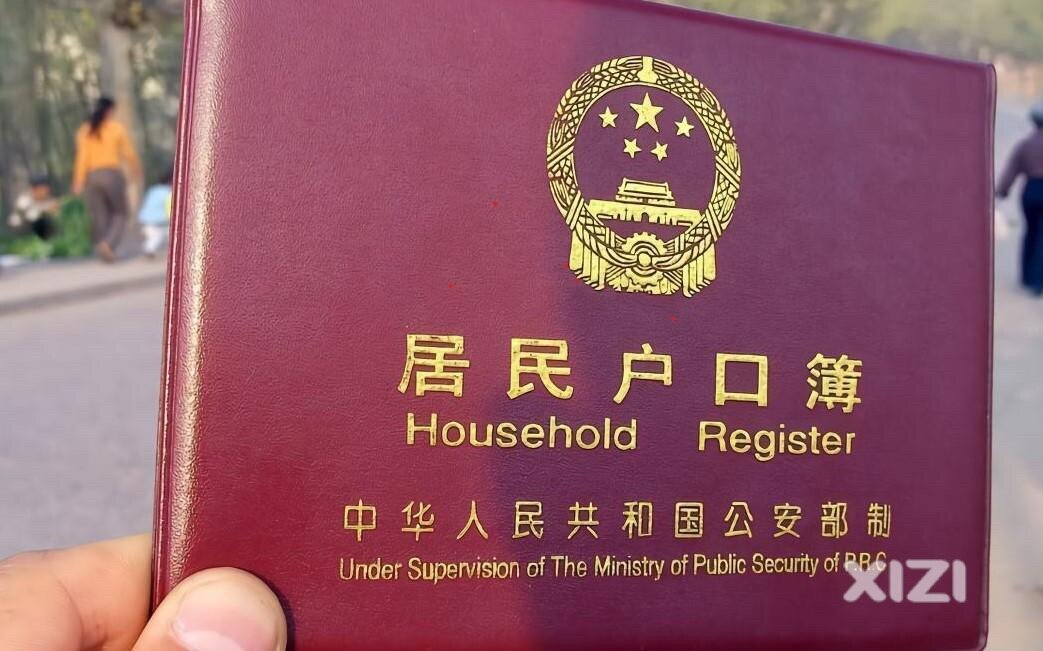 居民户口簿
Household Register
中华人民共和国公安部制
Under Supervision of The Ministry of Public Security of P.R.C
XIZI